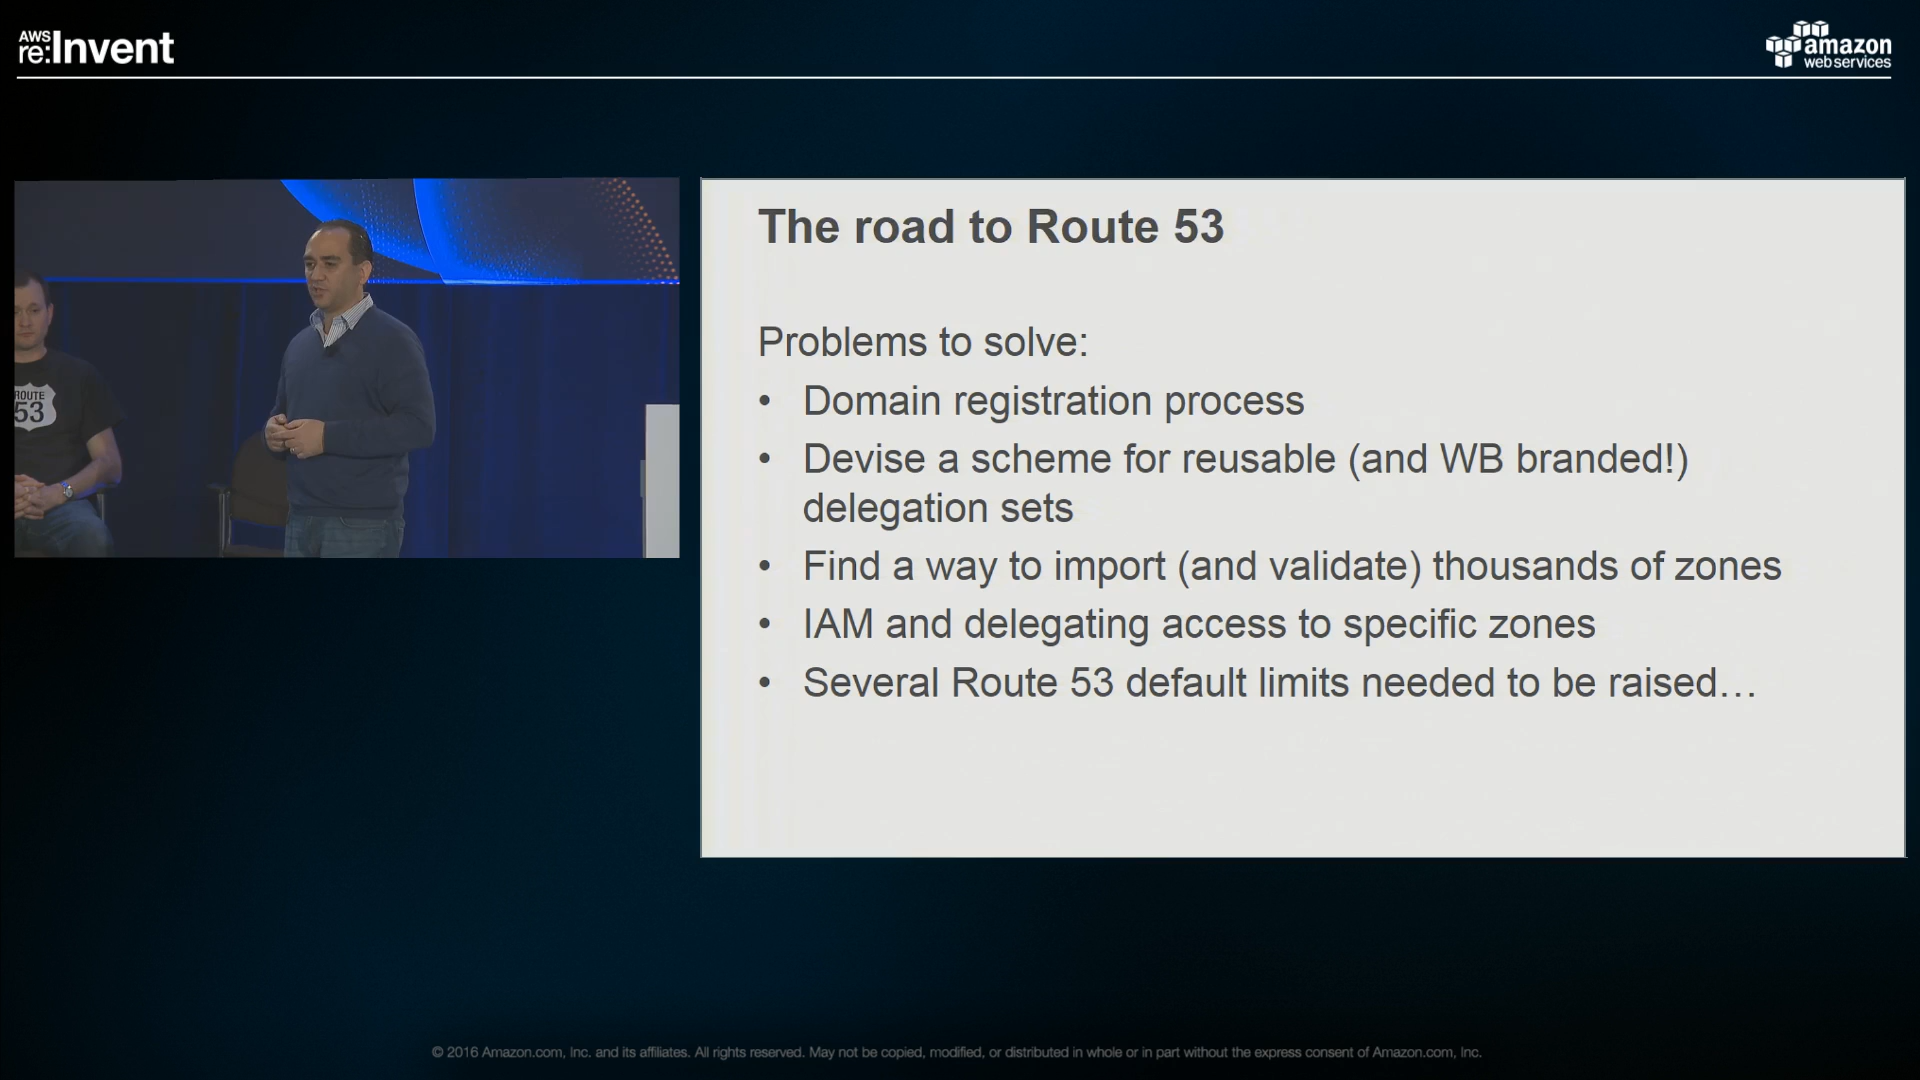 AWS
re:Invent
amazon
web services
ROUTE
53
The road to Route 53
Problems to solve:
• Domain registration process
• Devise a scheme for reusable (and WB branded!)
delegation sets
• Find a way to import (and validate) thousands of zones
• IAM and delegating access to specific zones
• Several Route 53 default limits needed to be raised…
© 2016 Amazon.com, Inc. and its affiliates. All rights reserved. May not be copied, modified, or distributed in whole or in part without the express consent of Amazon.com, Inc.